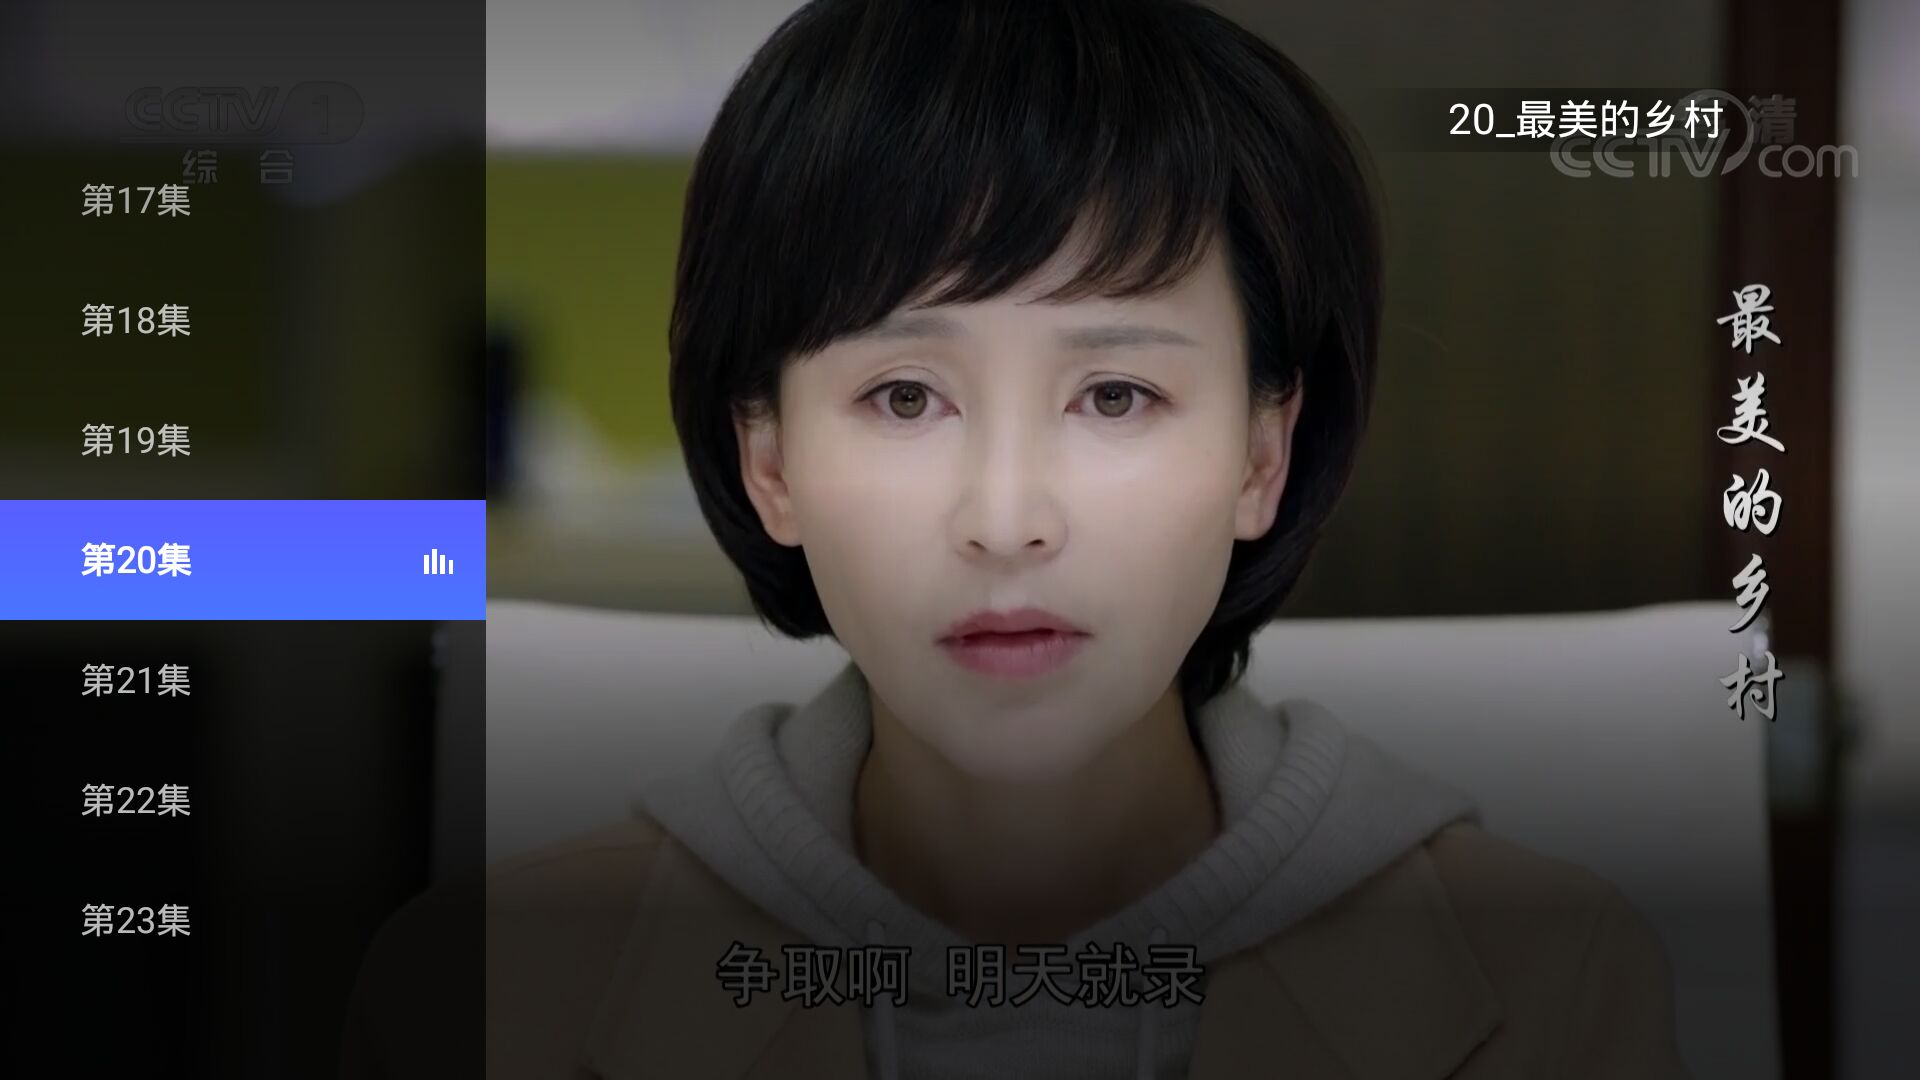 CCTV 1
综 合
20_最美的乡村
清
CCTV com
第17集
第18集
第19集
第20集
第21集
第22集
第23集
最美的乡村
争取啊 明天就录